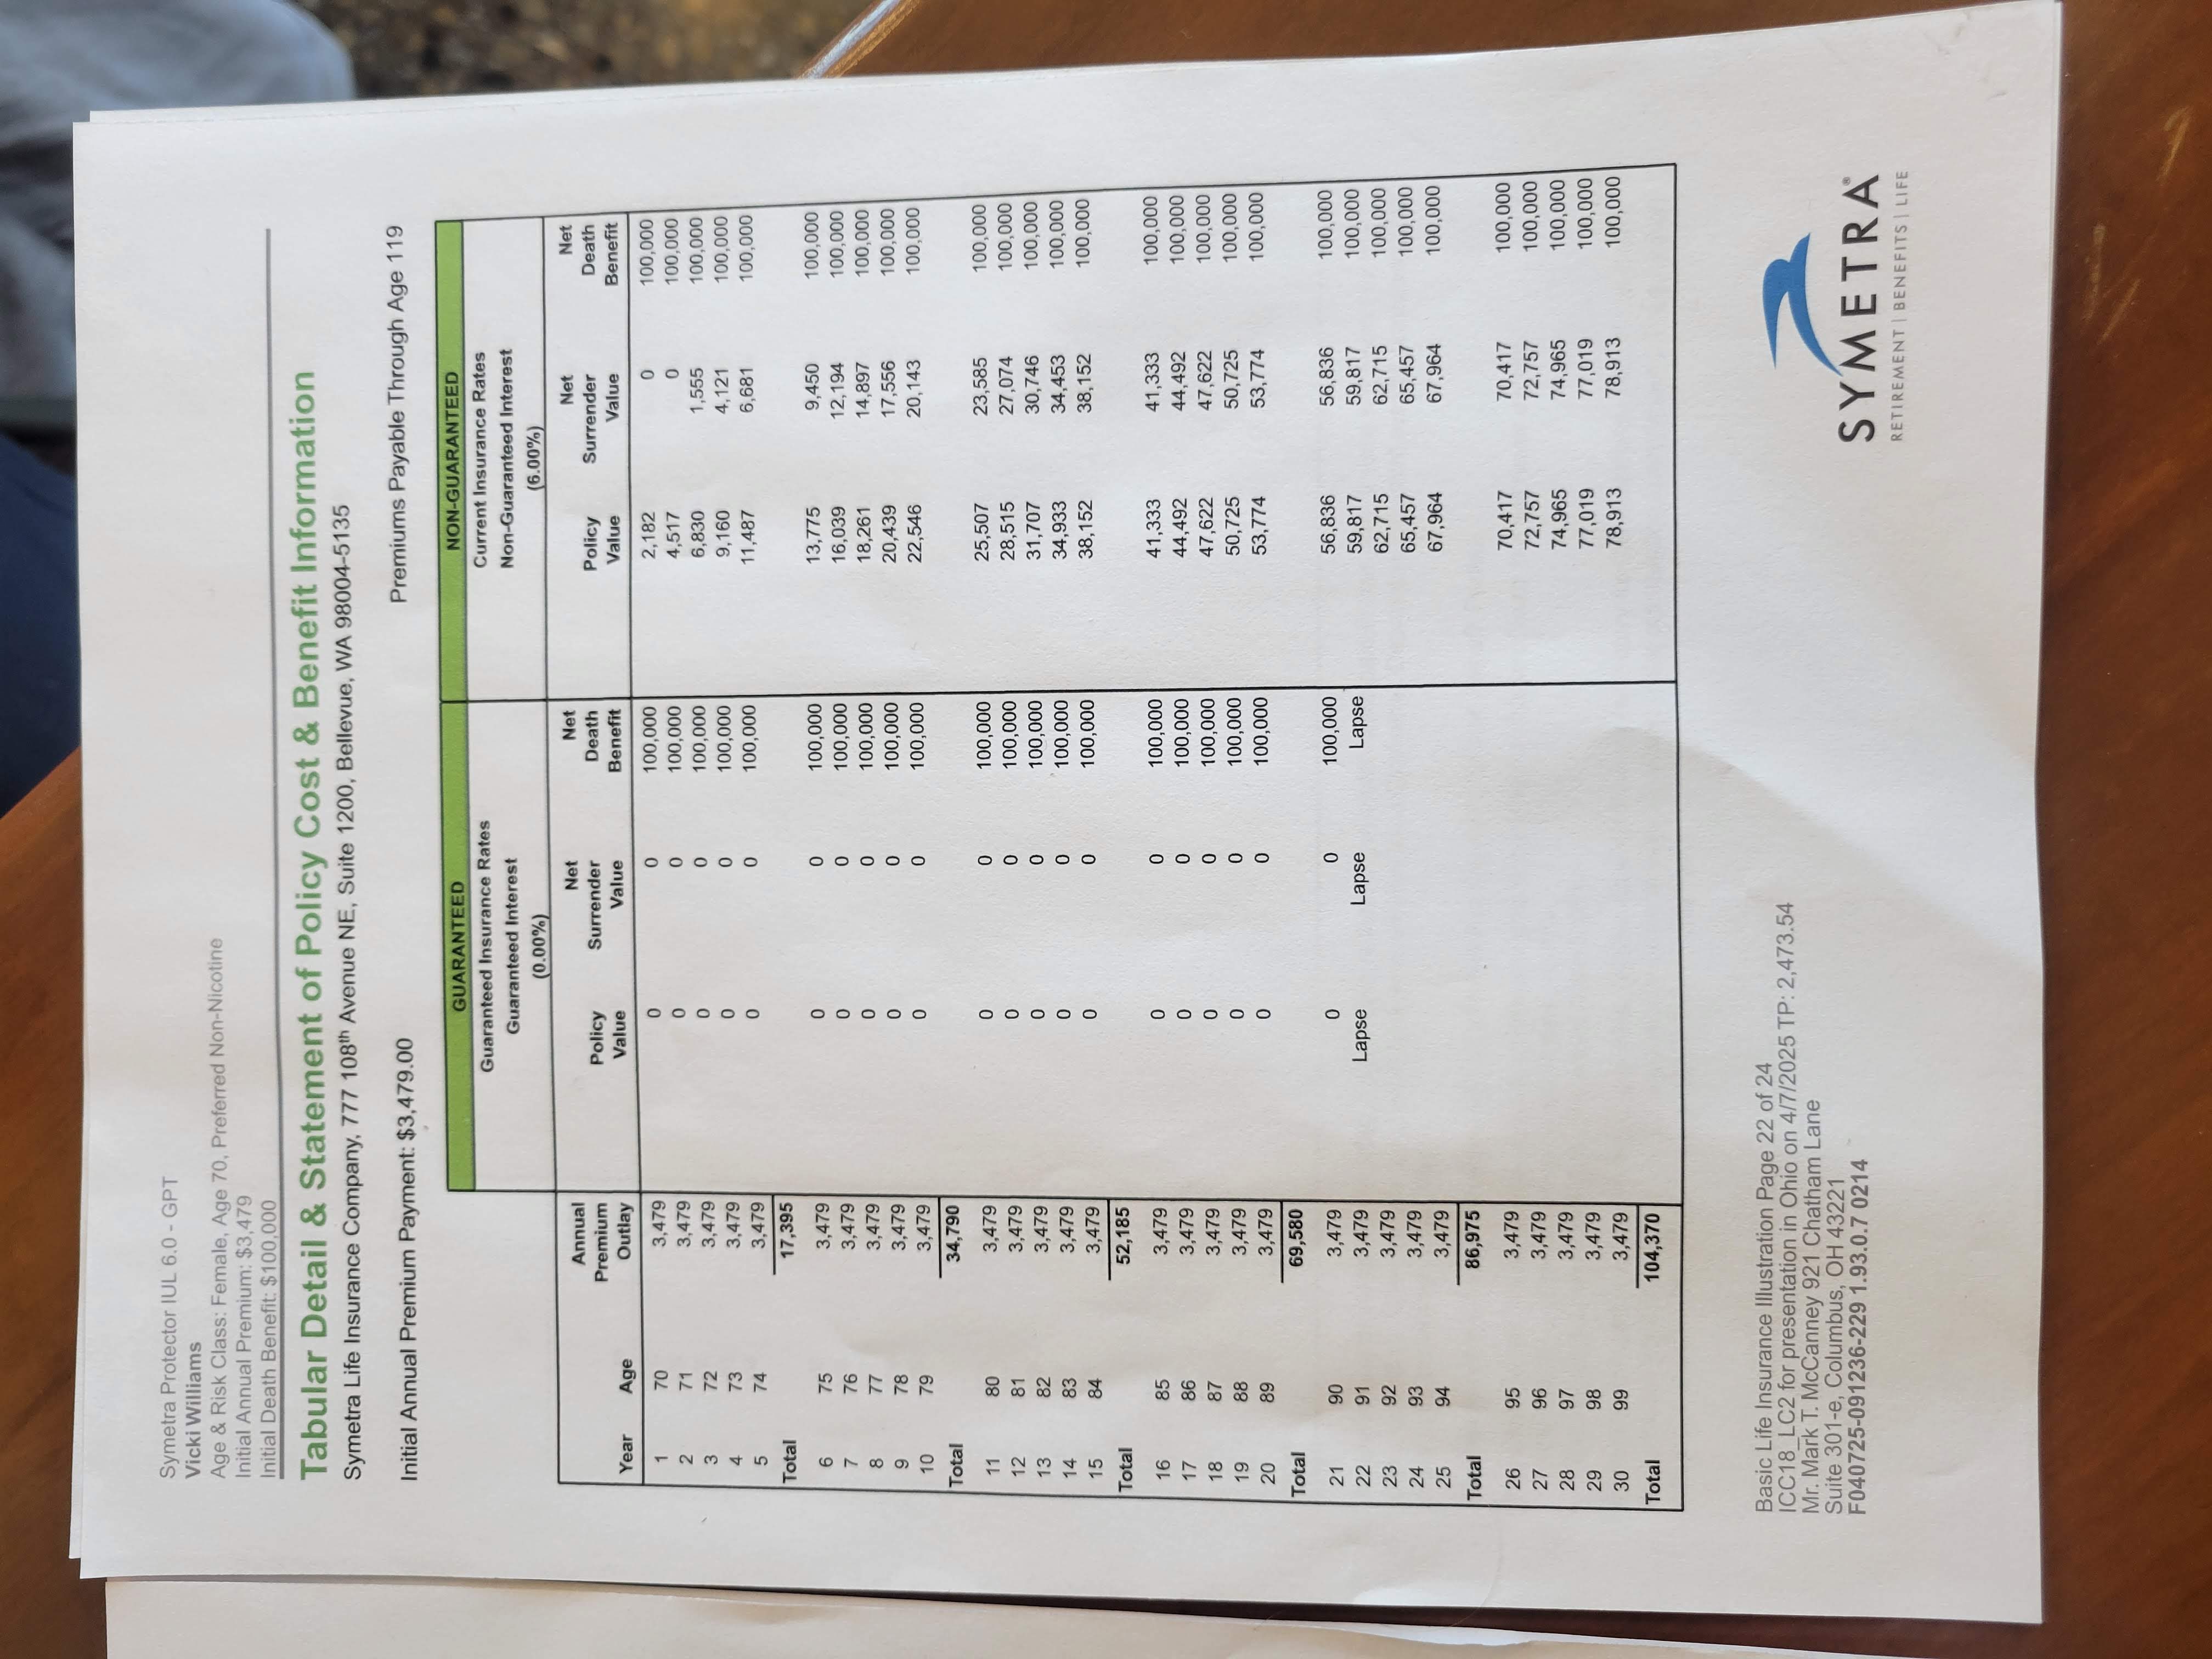 Symetra Protector IUL 6.0 - GPT
Vicki Williams
Age & Risk Class: Female, Age 70, Preferred Non-Nicotine
Initial Annual Premium: $3,479
Initial Death Benefit: $100,000
Tabular Detail & Statement of Policy Cost & Benefit Information
Symetra Life Insurance Company, 777 108th Avenue NE, Suite 1200, Bellevue, WA 98004-5135
Initial Annual Premium Payment: $3,479.00 Premiums Payable Through Age 119
GUARANTEED NON-GUARANTEED
Guaranteed Insurance Rates Current Insurance Rates
Guaranteed Interest Non-Guaranteed Interest
(0.00%) (6.00%)
Annual Net Net Net Net
Premium Policy Surrender Death Policy Surrender Death
Year Age Outlay Value Value Benefit Value Value Benefit
1 70 3,479 0 0 100,000 2,182 0 100,000
2 71 3,479 0 0 100,000 4,517 0 100,000
3 72 3,479 0 0 100,000 6,830 1,555 100,000
4 73 3,479 0 0 100,000 9,160 4,121 100,000
5 74 3,479 0 0 100,000 11,487 6,681 100,000
Total 17,395
6 75 3,479 0 0 100,000 13,775 9,450 100,000
7 76 3,479 0 0 100,000 16,039 12,194 100,000
8 77 3,479 0 0 100,000 18,261 14,897 100,000
9 78 3,479 0 0 100,000 20,439 17,556 100,000
10 79 3,479 0 0 100,000 22,546 20,143 100,000
Total 34,790
11 80 3,479 0 0 100,000 25,507 23,585 100,000
12 81 3,479 0 0 100,000 28,515 27,074 100,000
13 82 3,479 0 0 100,000 31,707 30,746 100,000
14 83 3,479 0 0 100,000 34,933 34,453 100,000
15 84 3,479 0 0 100,000 38,152 38,152 100,000
Total 52,185
16 85 3,479 0 0 100,000 41,333 41,333 100,000
17 86 3,479 0 0 100,000 44,492 44,492 100,000
18 87 3,479 0 0 100,000 47,622 47,622 100,000
19 88 3,479 0 0 100,000 50,725 50,725 100,000
20 89 3,479 0 0 100,000 53,774 53,774 100,000
Total 69,580
21 90 3,479 0 0 100,000 56,836 56,836 100,000
22 91 3,479 Lapse Lapse Lapse 59,817 59,817 100,000
23 92 3,479 62,715 62,715 100,000
24 93 3,479 65,457 65,457 100,000
25 94 3,479 67,964 67,964 100,000
Total 86,975
26 95 3,479 70,417 70,417 100,000
27 96 3,479 72,757 72,757 100,000
28 97 3,479 74,965 74,965 100,000
29 98 3,479 77,019 77,019 100,000
30 99 3,479 78,913 78,913 100,000
Total 104,370
Basic Life Insurance Illustration Page 22 of 24
ICC18_LC2 for presentation in Ohio on 4/7/2025 TP: 2,473.54
Mr. Mark T. McCanney 921 Chatham Lane
Suite 301-e, Columbus, OH 43221
F040725-091236-229 1.93.0.7 0214
SYMETRA®
RETIREMENT | BENEFITS | LIFE